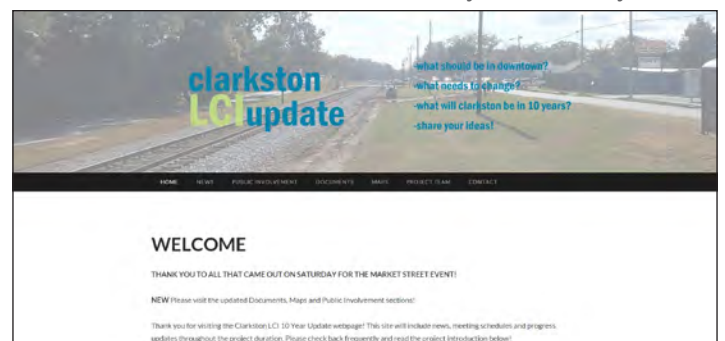 clarkston
LCI update
-what should be in downtown?
-what needs to change?
-what will clarkston be in 10 years?
-share your ideas!
HOME NEWS PUBLIC INVOLVEMENT DOCUMENTS MAPS PROJECT TEAM CONTACT
WELCOME
THANK YOU TO ALL THAT CAME OUT ON SATURDAY FOR THE MARKET STREET EVENT!
NEW Please visit the updated Documents, Maps and Public Involvement sections!
Thank you for visiting the Clarkston LCI 10 Year Update webpage! This site will include news, meeting schedules and progress
updates throughout the project duration. Please check back frequently and read the project introduction below!